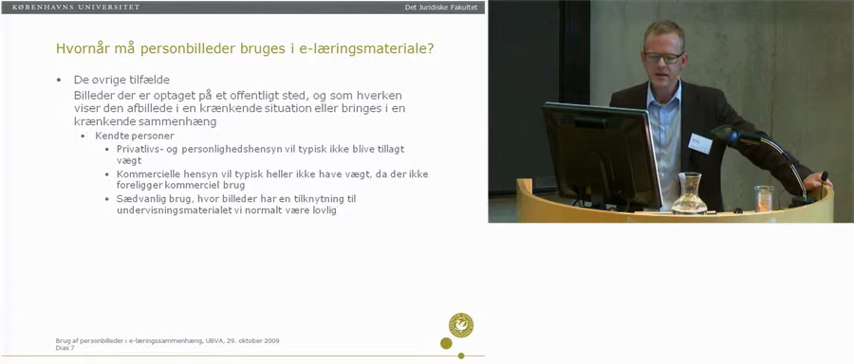 KØBENHAVNS UNIVERSITET
Det Juridiske Fakultet
Hvornår må personbilleder bruges i e-læringsmateriale?
• De øvrige tilfælde
Billeder der er optaget på et offentligt sted, og som hverken
viser den afbillede i en krænkende situation eller bringes i en
krænkende sammenhæng
• Kendte personer
• Privatlivs- og personlighedshensyn vil typisk ikke blive tillagt
vægt
• Kommercielle hensyn vil typisk heller ikke have vægt, da der ikke
foreligger kommerciel brug
• Sædvanlig brug, hvor billeder har en tilknytning til
undervisningsmaterialet vi normalt være lovlig
Brug af personbilleder i e-læringssammenhæng, UBVA, 29. oktober 2009
Dias 7